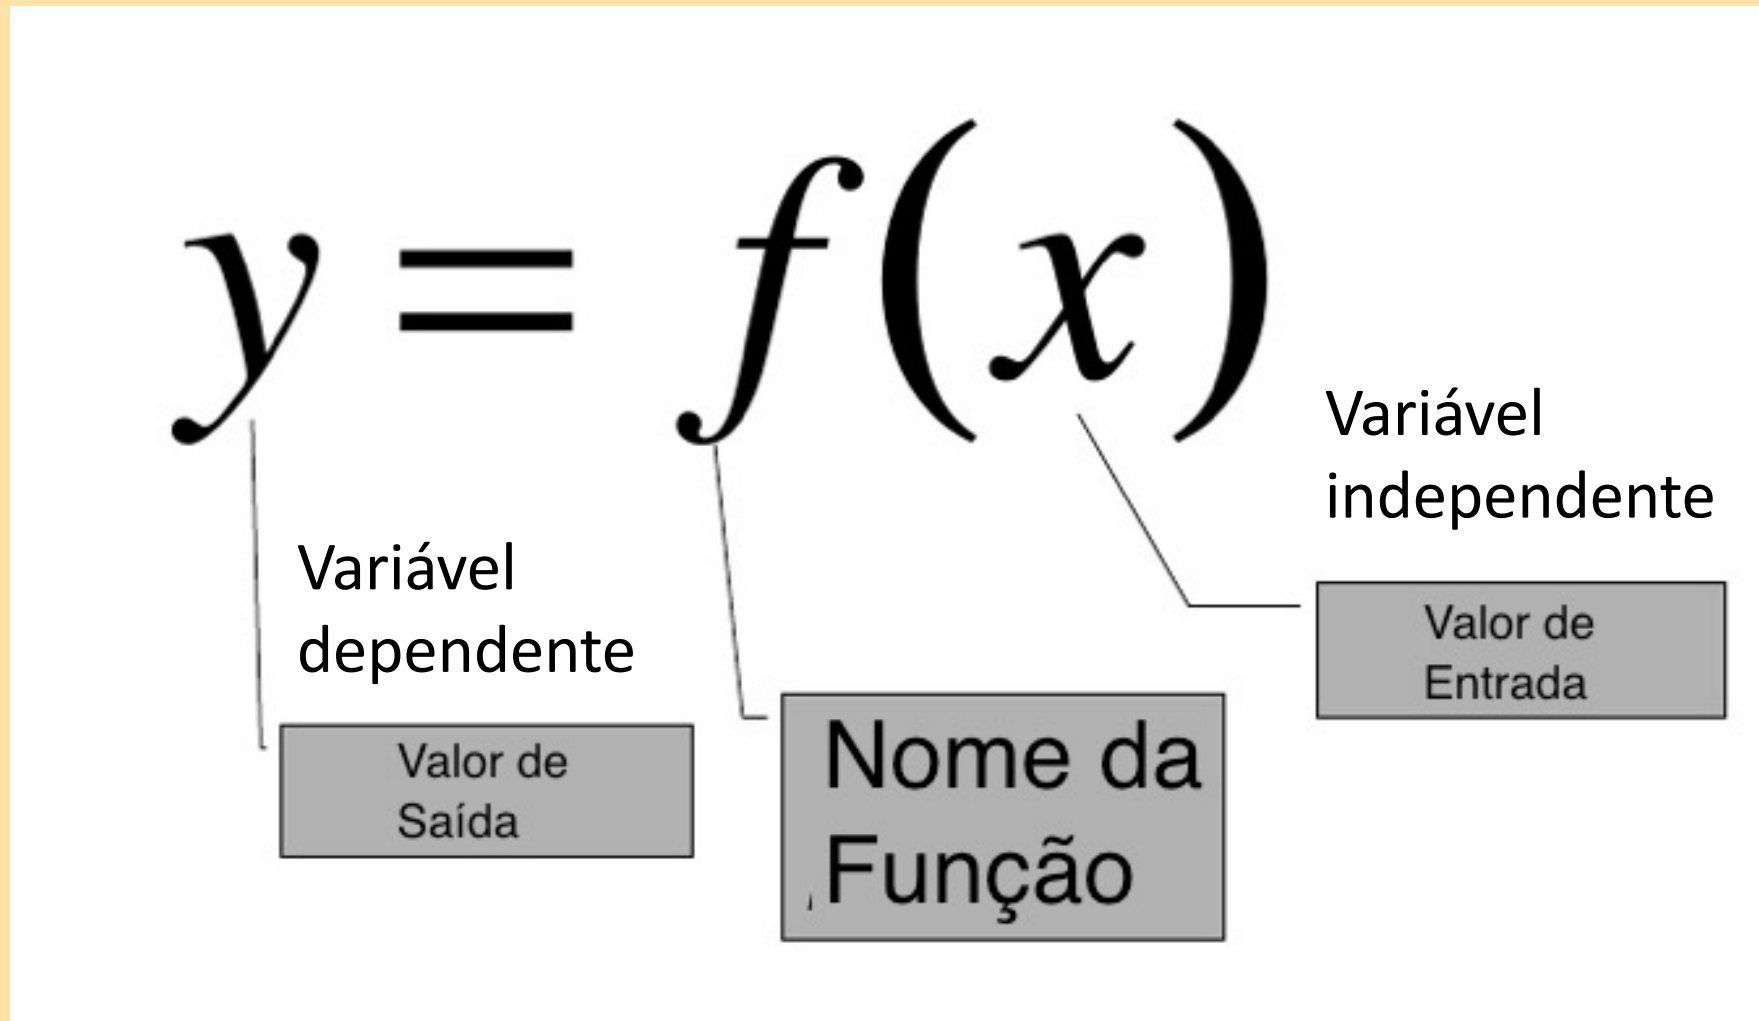 y = f(x)
Variável
independente
Variável
dependente
Valor de
Entrada
Nome da
Função
Valor de
Saída